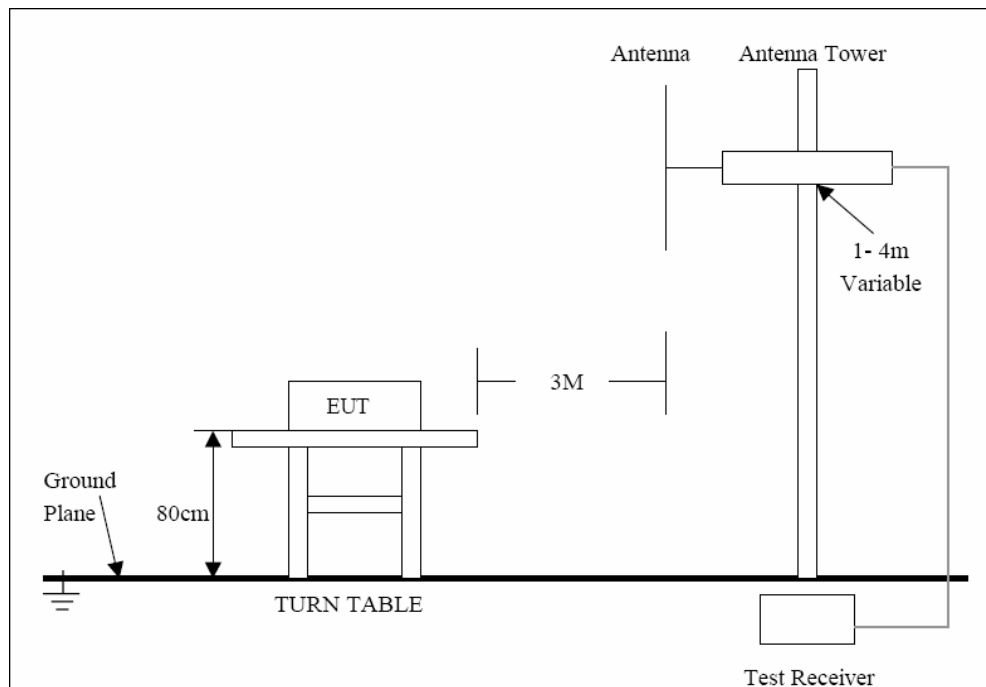 Antenna
Antenna Tower
1- 4m
Variable
3M
EUT
Ground
Plane
80cm
TURN TABLE
Test Receiver